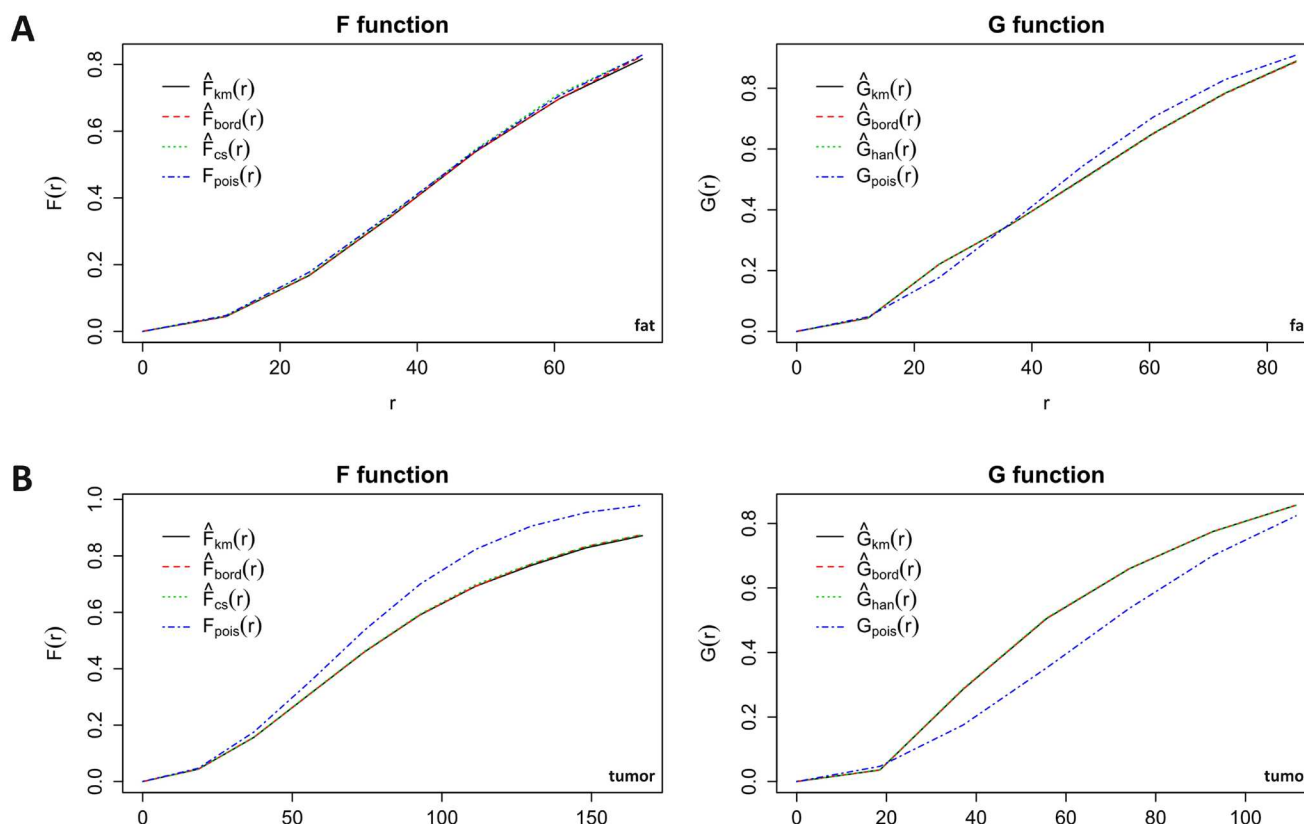 A
F function
F(r)
0.0 0.2 0.4 0.6 0.8
F̂km(r)
F̂bord(r)
F̂cs(r)
Fpois(r)
fat
0 20 40 60
r
G function
G(r)
0.0 0.2 0.4 0.6 0.8
Ĝkm(r)
Ĝbord(r)
Ĝhan(r)
Gpois(r)
fa
0 20 40 60 80
r
B
F function
F(r)
0.0 0.2 0.4 0.6 0.8 1.0
F̂km(r)
F̂bord(r)
F̂cs(r)
Fpois(r)
tumor
0 50 100 150
G function
G(r)
0.0 0.2 0.4 0.6 0.8
Ĝkm(r)
Ĝbord(r)
Ĝhan(r)
Gpois(r)
tumo
0 20 40 60 80 100